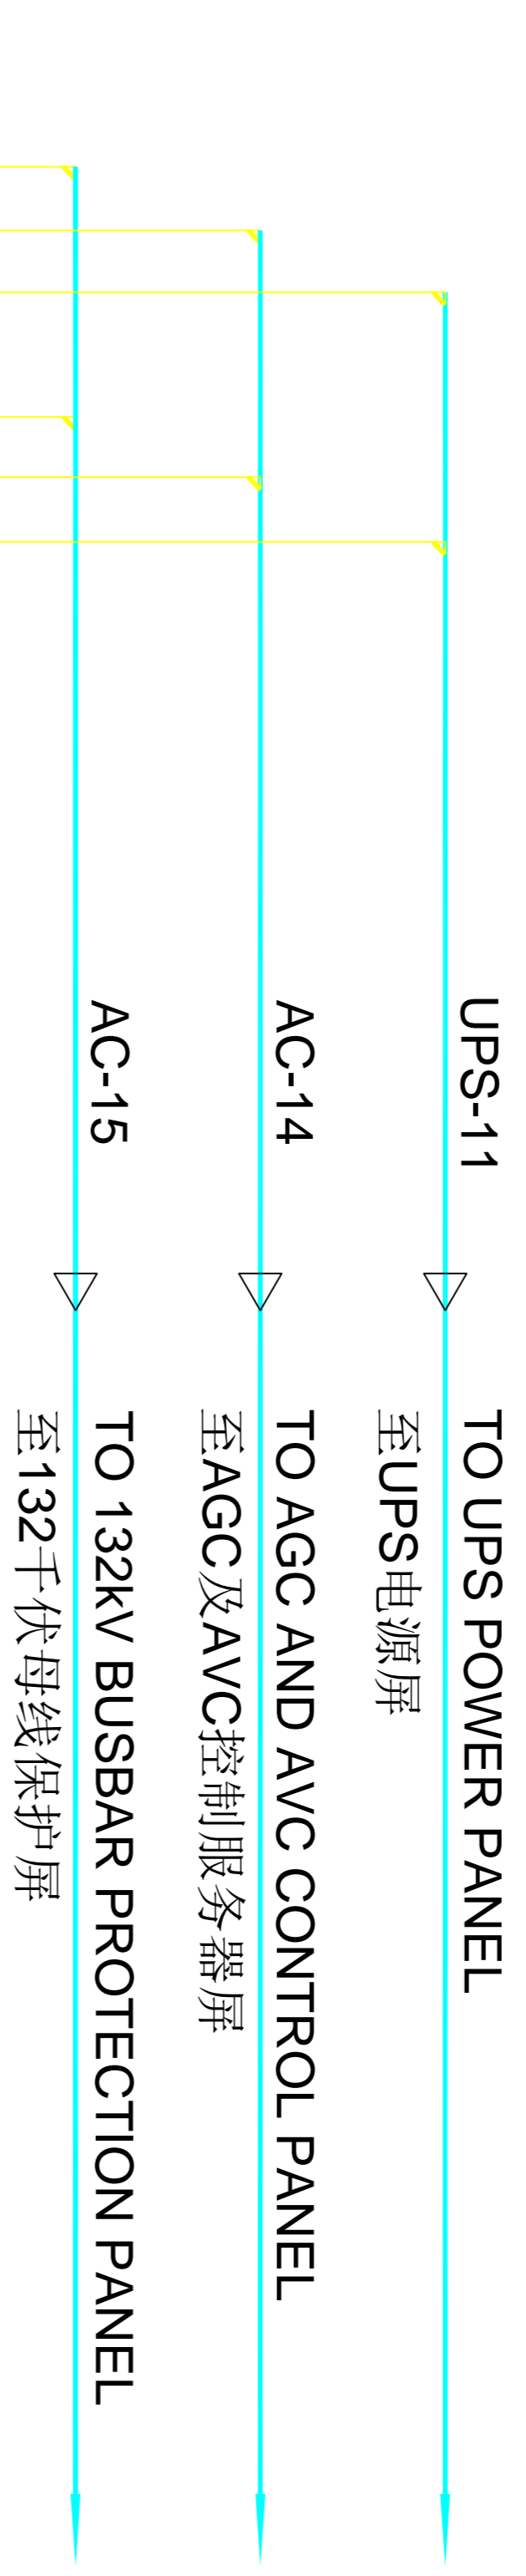 UPS-11
TO UPS POWER PANEL
至UPS电源屏
AC-14
TO AGC AND AVC CONTROL PANEL
至AGC及AVC控制服务器屏
AC-15
TO 132kV BUSBAR PROTECTION PANEL
至132千伏母线保护屏